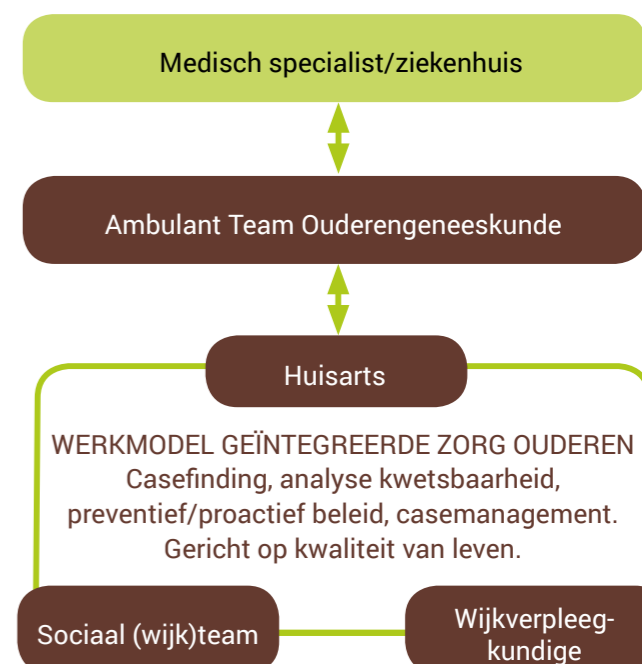 Medisch specialist/ziekenhuis
Ambulant Team Ouderengeneeskunde
Huisarts
WERKMODEL GEÏNTEGREERDE ZORG OUDEREN
Casefinding, analyse kwetsbaarheid,
preventief/proactief beleid, casemanagement.
Gericht op kwaliteit van leven.
Sociaal (wijk)team
Wijkverpleeg-
kundige